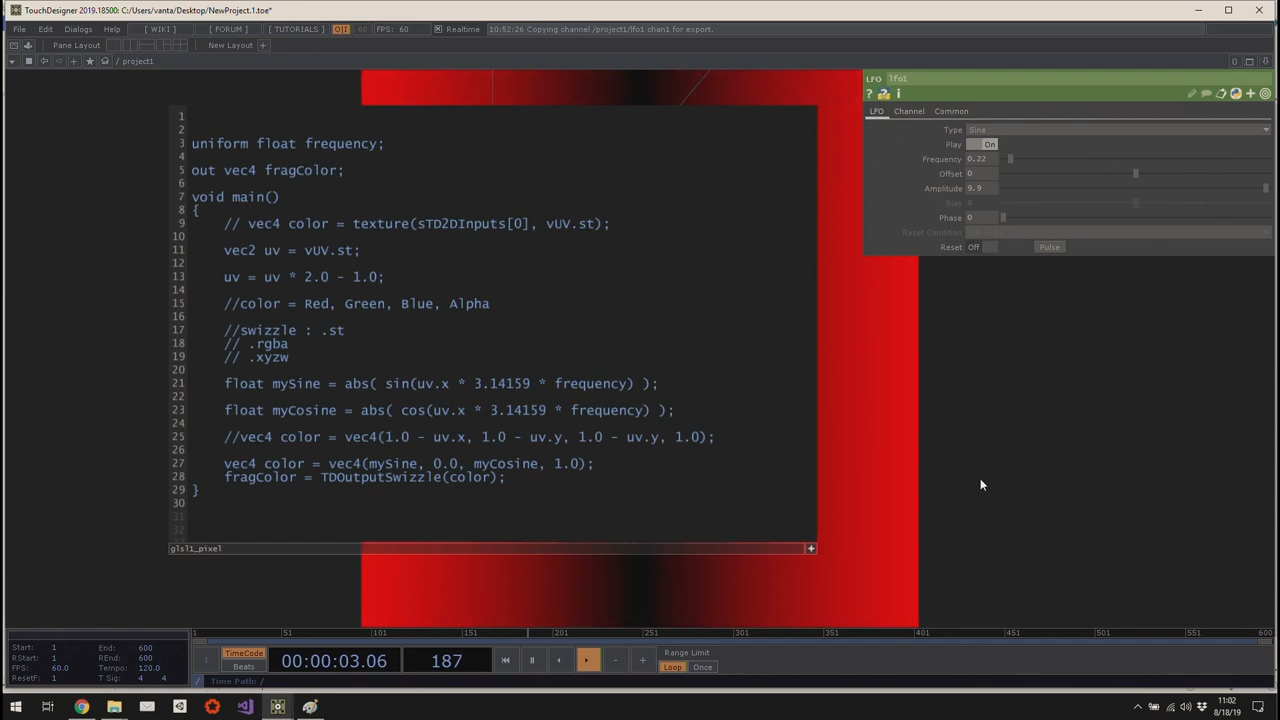 TouchDesigner 2019.18500: C:/Users/vanta/Desktop/NewProject.1.toe*
File Edit Dialogs Help [ WIKI ] [ FORUM ] [ TUTORIALS ] O|I 60 FPS: 60 Realtime 10:52:26 Copying channel /project1/lfo1 chan1 for export.
Pane Layout New Layout +
/ project1 0
LFO lfo1
? i
LFO Channel Common
Type Sine
Play On
Frequency 0.22
Offset 0
Amplitude 9.9
Bias 0
Phase 0
Reset Condition
Reset Off Pulse
1
2
3 uniform float frequency;
4
5 out vec4 fragColor;
6
7 void main()
8 {
9 // vec4 color = texture(sTD2DInputs[0], vUV.st);
10
11 vec2 uv = vUV.st;
12
13 uv = uv * 2.0 - 1.0;
14
15 //color = Red, Green, Blue, Alpha
16
17 //swizzle : .st
18 // .rgba
19 // .xyzw
20
21 float mySine = abs( sin(uv.x * 3.14159 * frequency) );
22
23 float myCosine = abs( cos(uv.x * 3.14159 * frequency) );
24
25 //vec4 color = vec4(1.0 - uv.x, 1.0 - uv.y, 1.0 - uv.y, 1.0);
26
27 vec4 color = vec4(mySine, 0.0, myCosine, 1.0);
28 fragColor = TDOutputSwizzle(color);
29 }
30
31
32
glsl1_pixel
1 51 101 151 201 251 301 351 401 451 501 551 600
Start: 1 End: 600
RStart: 1 REnd: 600
FPS: 60.0 Tempo: 120.0
ResetF: 1 T Sig: 4 4
TimeCode
Beats
00:00:03.06 187
Range Limit
Loop Once
/ Time Path: /
11:02
8/18/19